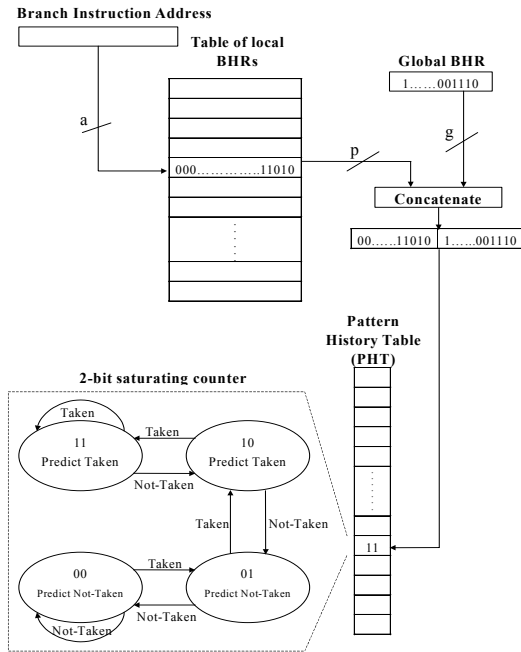 Branch Instruction Address
Table of local
BHRs
Global BHR
1......001110
a
p
g
000..............11010
Concatenate
00......11010
1......001110
Pattern
History Table
(PHT)
2-bit saturating counter
Taken
11
Predict Taken
Taken
Not-Taken
10
Predict Taken
Taken
Not-Taken
11
00
Predict Not-Taken
Taken
Not-Taken
01
Predict Not-Taken
Not-Taken